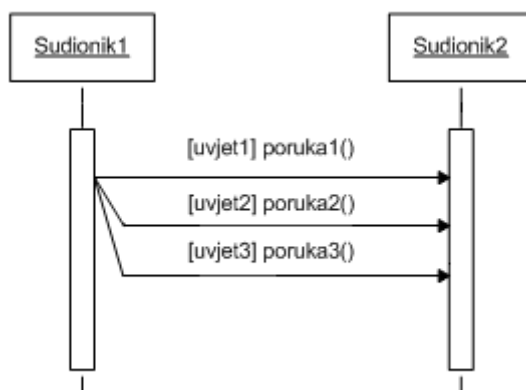 Sudionik1
Sudionik2
[uvjet1] poruka1()
[uvjet2] poruka2()
[uvjet3] poruka3()